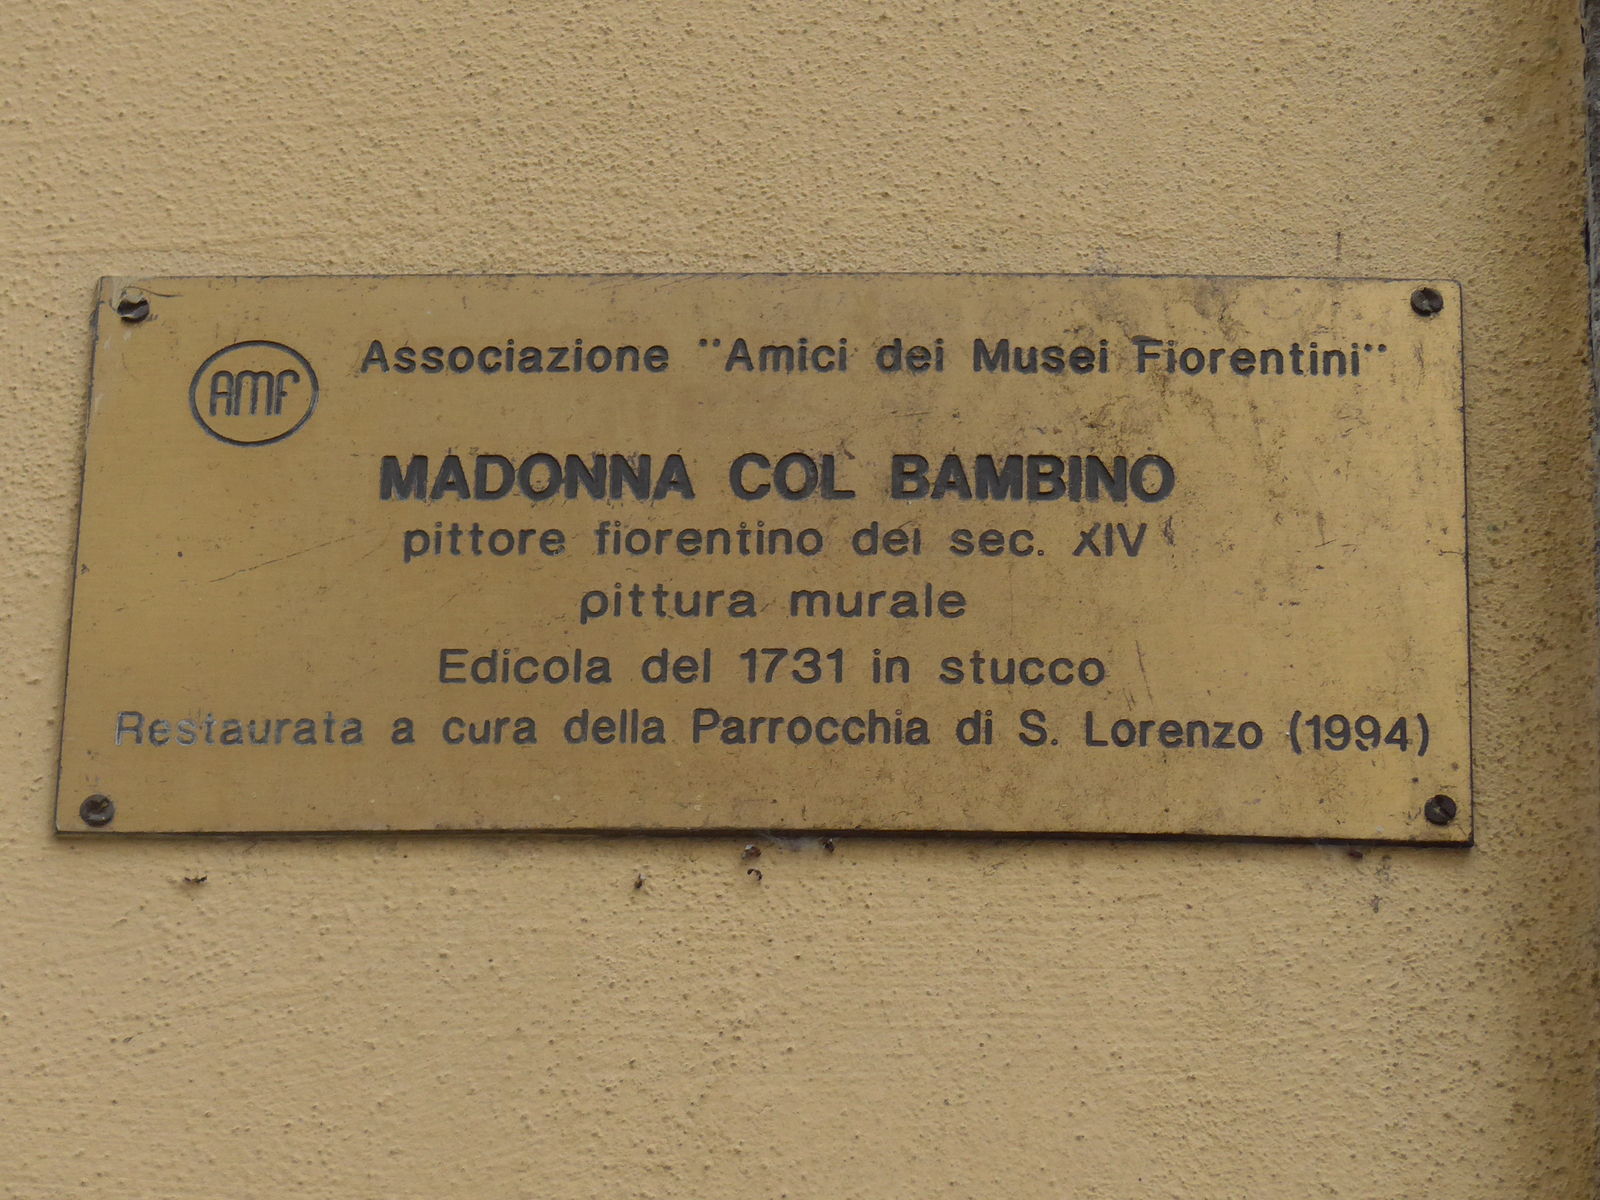 AMF
Associazione "Amici dei Musei Fiorentini"
MADONNA COL BAMBINO
pittore fiorentino del sec. XIV
pittura murale
Edicola del 1731 in stucco
Restaurata a cura della Parrocchia di S. Lorenzo (1994)